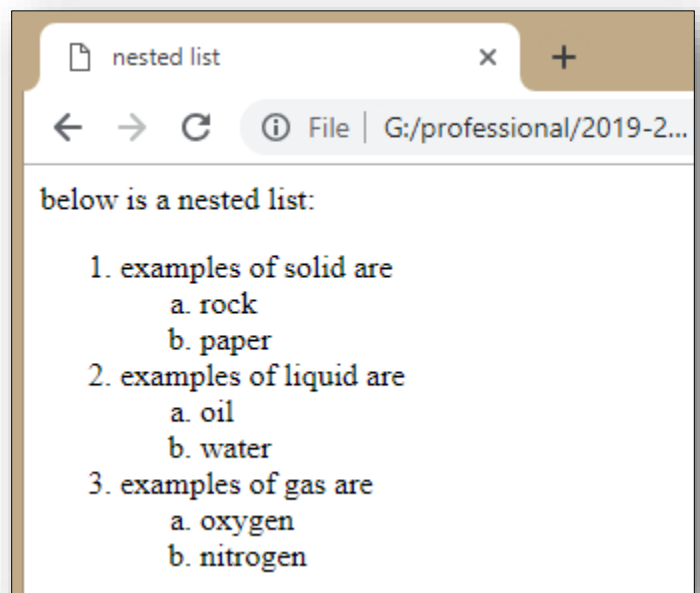 nested list
File | G:/professional/2019-2...
below is a nested list:
1. examples of solid are
a. rock
b. paper
2. examples of liquid are
a. oil
b. water
3. examples of gas are
a. oxygen
b. nitrogen